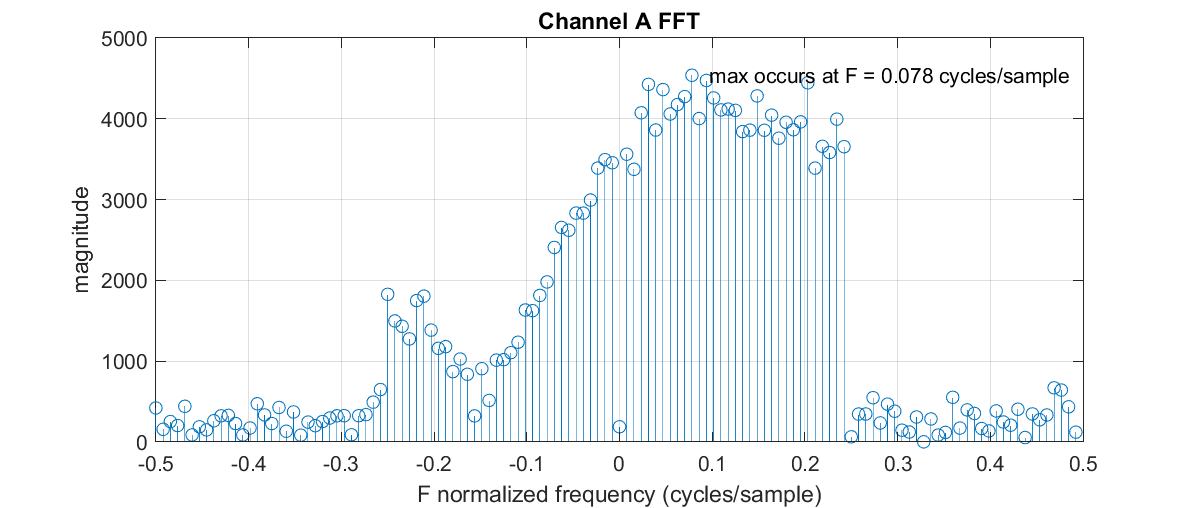 Channel A FFT
5000
max occurs at F = 0.078 cycles/sample
4000
3000
magnitude
2000
1000
0
-0.5 -0.4 -0.3 -0.2 -0.1 0 0.1 0.2 0.3 0.4 0.5
F normalized frequency (cycles/sample)